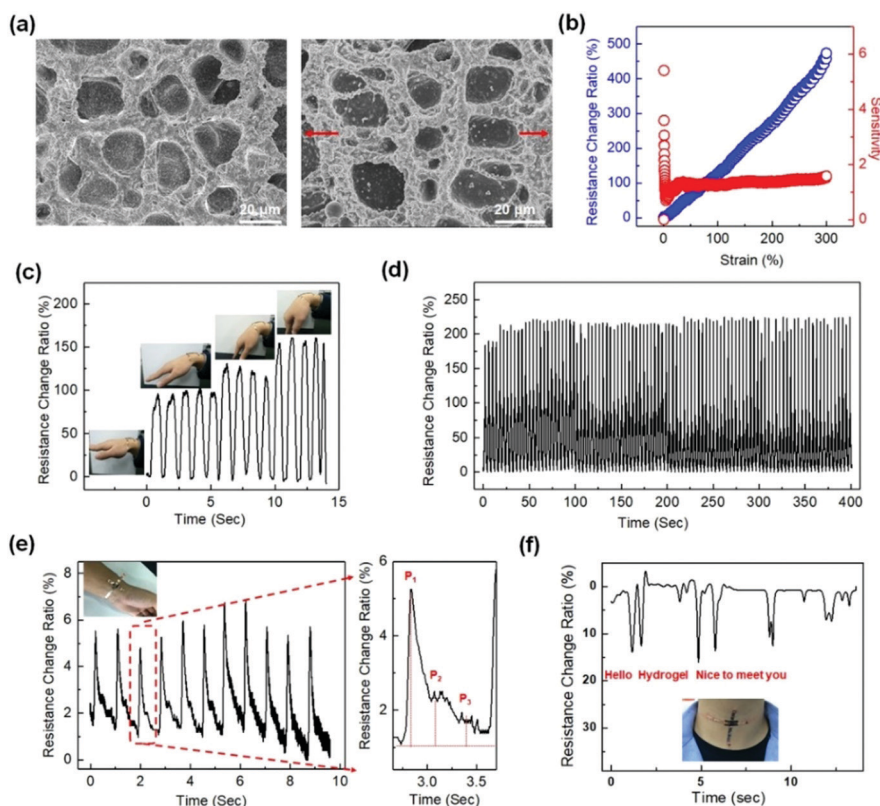 (a)
20 μm
20 μm
(b)
Resistance Change Ratio (%)
500
400
300
200
100
0
6
4
2
0
Sensitivity
0
100
200
300
Strain (%)
(c)
Resistance Change Ratio (%)
200
150
100
50
0
-5
0
5
10
15
Time (Sec)
(d)
Resistance Change Ratio (%)
250
200
150
100
50
0
0
50
100
150
200
250
300
350
400
Time (Sec)
(e)
Resistance Change Ratio (%)
8
7
6
5
4
3
2
1
0
0
2
4
6
8
10
Time (Sec)
6
4
2
P1
P2
P3
3.0
3.5
Time (Sec)
(f)
Resistance Change Ratio (%)
0
10
20
30
Hello Hydrogel Nice to meet you
0
5
10
Time (sec)